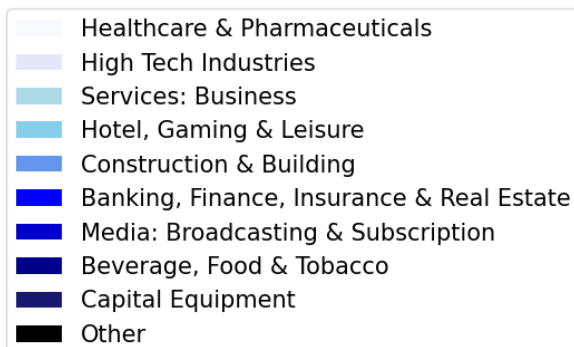 Healthcare & Pharmaceuticals
High Tech Industries
Services: Business
Hotel, Gaming & Leisure
Construction & Building
Banking, Finance, Insurance & Real Estate
Media: Broadcasting & Subscription
Beverage, Food & Tobacco
Capital Equipment
Other